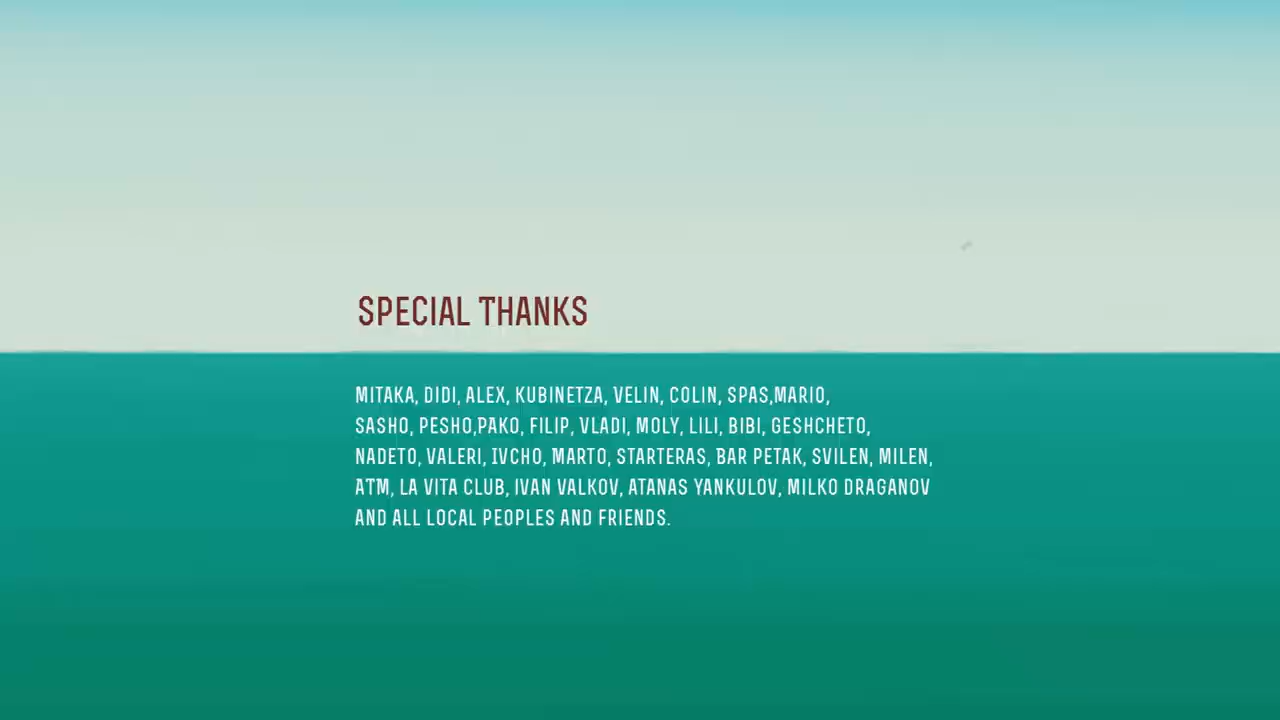 SPECIAL THANKS
MITAKA, DIDI, ALEX, KUBINETZA, VELIN, COLIN, SPAS,MARIO,
SASHO, PESHO,PAKO, FILIP, VLADI, MOLY, LILI, BIBI, GESHCHETO,
NADETO, VALERI, IVCHO, MARTO, STARTERAS, BAR PETAK, SVILEN, MILEN,
ATM, LA VITA CLUB, IVAN VALKOV, ATANAS YANKULOV, MILKO DRAGANOV
AND ALL LOCAL PEOPLES AND FRIENDS.